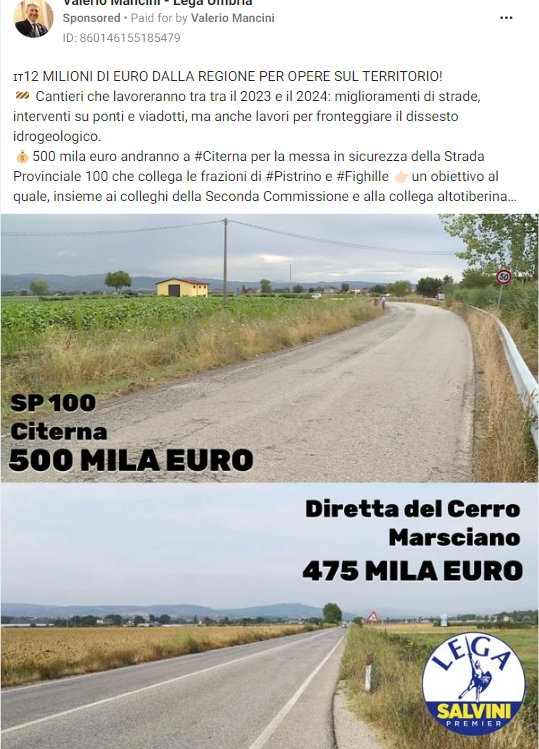 Valerio Mancini - Lega Umbria
Sponsored • Paid for by Valerio Mancini
ID: 860146155185479
12 MILIONI DI EURO DALLA REGIONE PER OPERE SUL TERRITORIO!
🚧 Cantieri che lavoreranno tra tra il 2023 e il 2024: miglioramenti di strade,
interventi su ponti e viadotti, ma anche lavori per fronteggiare il dissesto
idrogeologico.
💰 500 mila euro andranno a #Citerna per la messa in sicurezza della Strada
Provinciale 100 che collega le frazioni di #Pistrino e #Fighille 👉🏻 un obiettivo al
quale, insieme ai colleghi della Seconda Commissione e alla collega altotiberina...
50
SP 100
Citerna
500 MILA EURO
Diretta del Cerro
Marsciano
475 MILA EURO
LEGA
SALVINI
PREMIER